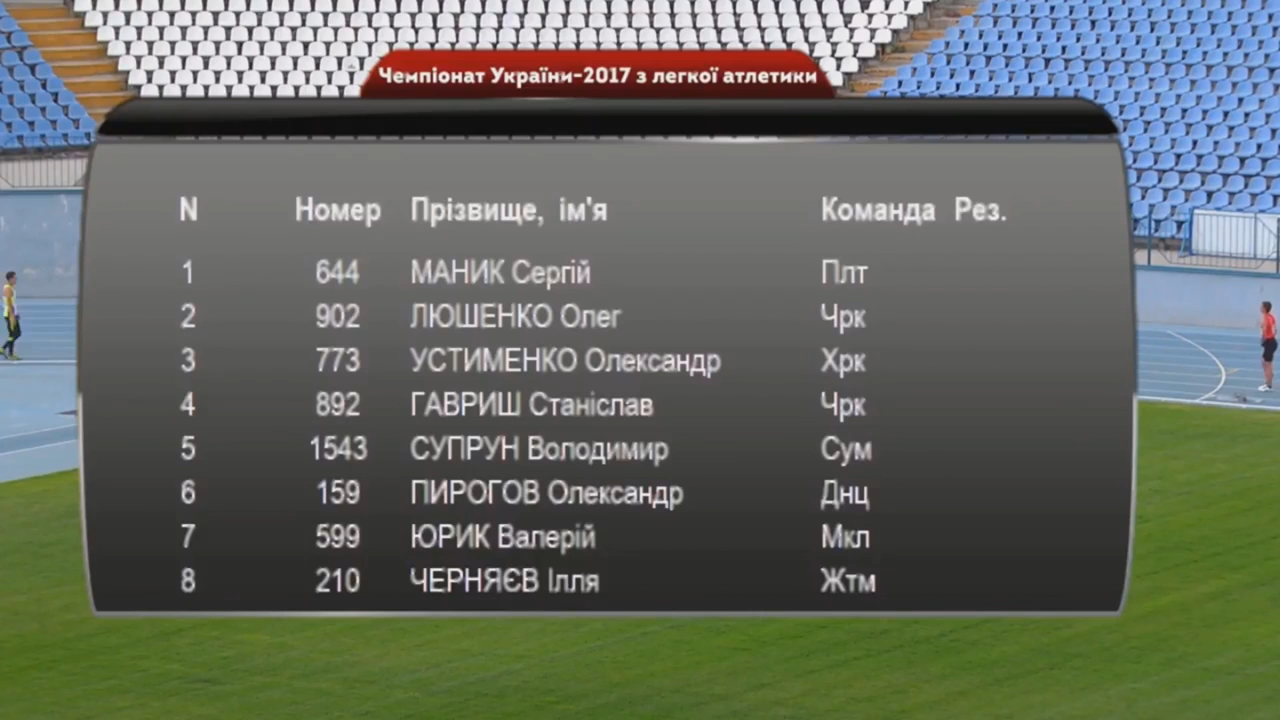 Чемпіонат України-2017 з легкої атлетики
N Номер Прізвище, ім'я Команда Рез.
1 644 МАНИК Сергій Плт
2 902 ЛЮШЕНКО Олег Чрк
3 773 УСТИМЕНКО Олександр Хрк
4 892 ГАВРИШ Станіслав Чрк
5 1543 СУПРУН Володимир Сум
6 159 ПИРОГОВ Олександр Днц
7 599 ЮРИК Валерій Мкл
8 210 ЧЕРНЯЄВ Ілля Жтм